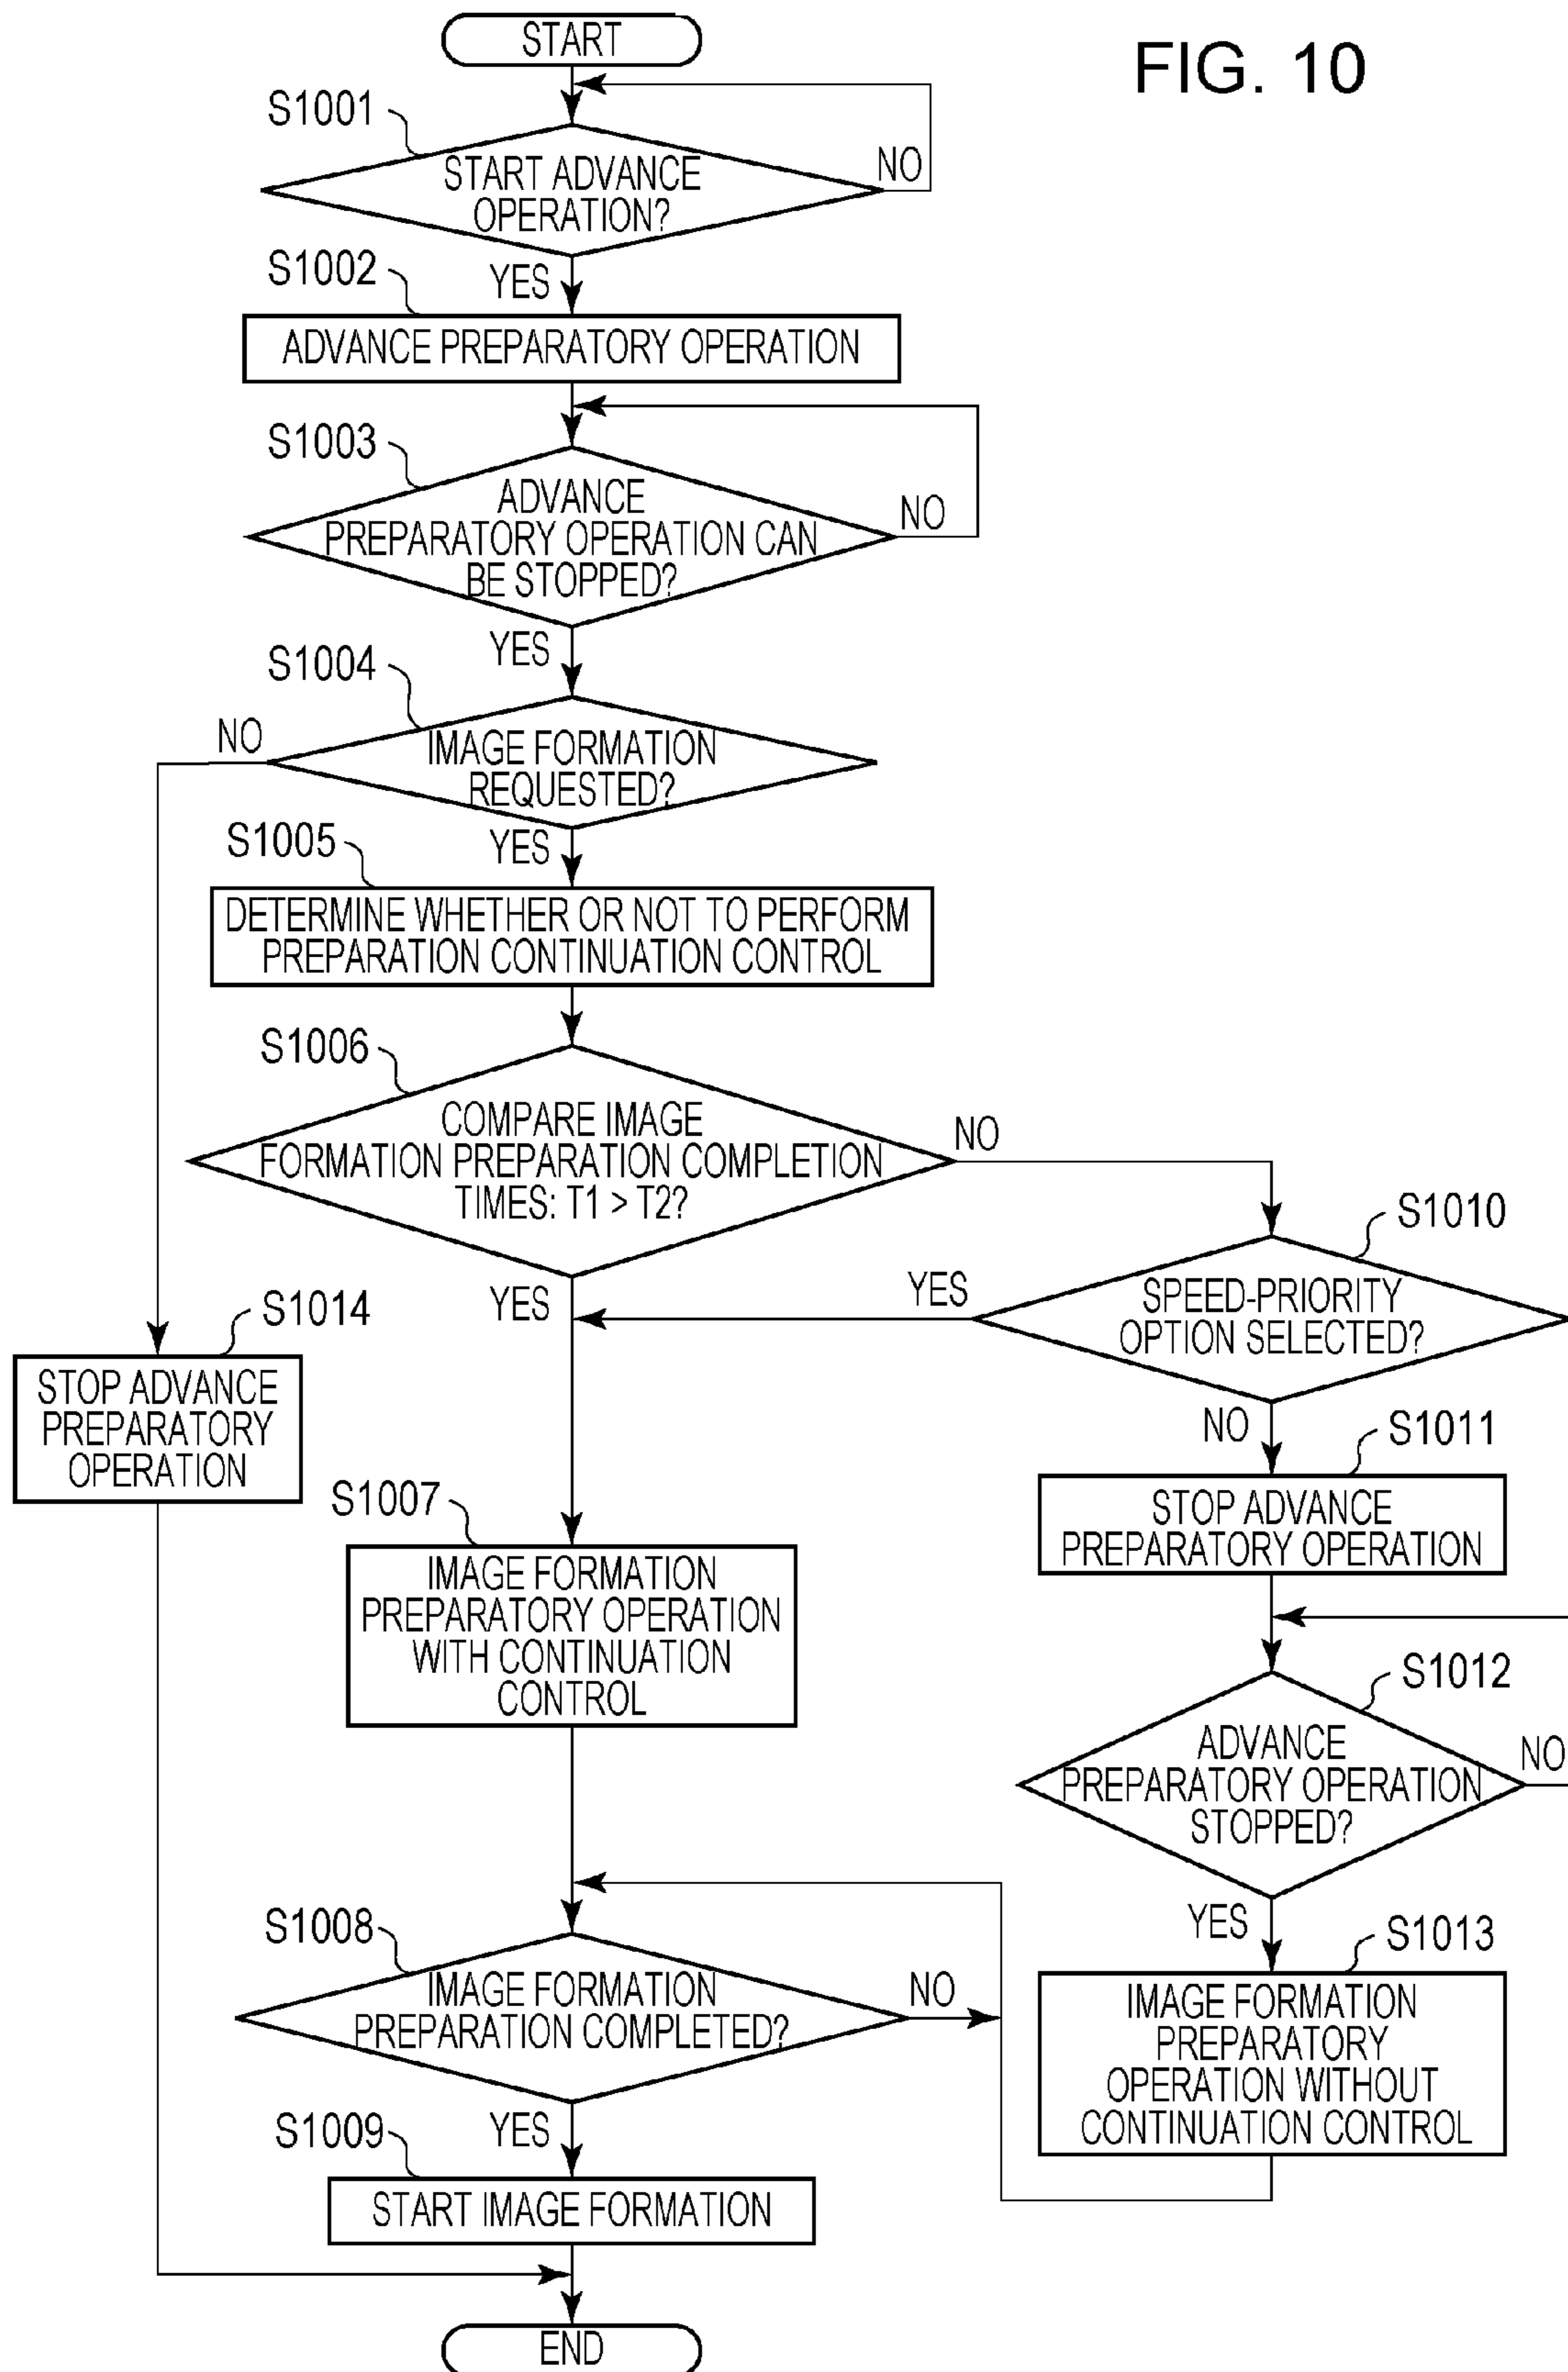 START
FIG. 10
S1001
START ADVANCE
OPERATION?
NO
S1002
YES
ADVANCE PREPARATORY OPERATION
S1003
ADVANCE
PREPARATORY OPERATION CAN
BE STOPPED?
NO
YES
S1004
NO
IMAGE FORMATION
REQUESTED?
S1005
YES
DETERMINE WHETHER OR NOT TO PERFORM
PREPARATION CONTINUATION CONTROL
S1006
COMPARE IMAGE
FORMATION PREPARATION COMPLETION
TIMES: T1 > T2?
NO
YES
S1010
SPEED-PRIORITY
OPTION SELECTED?
YES
NO
S1014
STOP ADVANCE
PREPARATORY
OPERATION
S1007
IMAGE FORMATION
PREPARATORY OPERATION
WITH CONTINUATION
CONTROL
S1011
STOP ADVANCE
PREPARATORY OPERATION
S1012
ADVANCE
PREPARATORY OPERATION
STOPPED?
NO
YES
S1008
IMAGE FORMATION
PREPARATION COMPLETED?
NO
S1013
IMAGE FORMATION
PREPARATORY
OPERATION WITHOUT
CONTINUATION CONTROL
S1009
YES
START IMAGE FORMATION
END